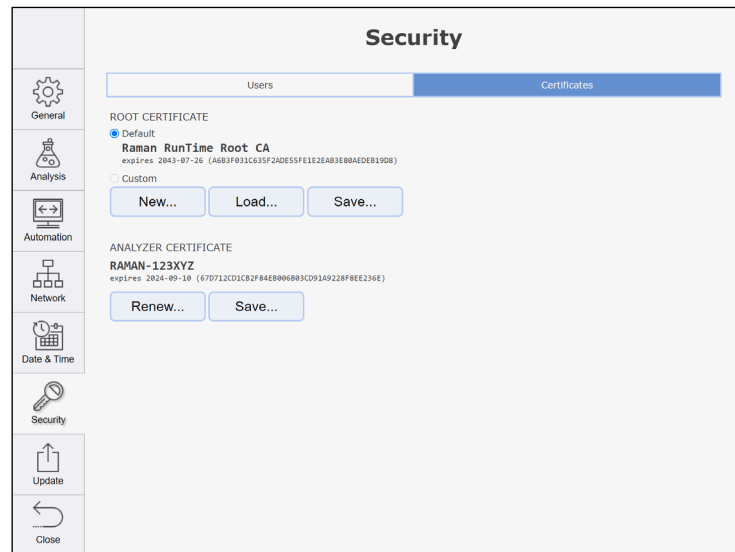 Security
General
Analysis
Automation
Network
Date & Time
Security
Update
Close
Users
Certificates
ROOT CERTIFICATE
Default
Raman RunTime Root CA
expires 2043-07-26 (A6B3F031C635F2ADE55FE1E2EAB3E80AEDEB19D8)
Custom
New...
Load...
Save...
ANALYZER CERTIFICATE
RAMAN-123XYZ
expires 2024-09-10 (67D712CD1CB2F84EB006B03CD91A9228F8EE236E)
Renew...
Save...